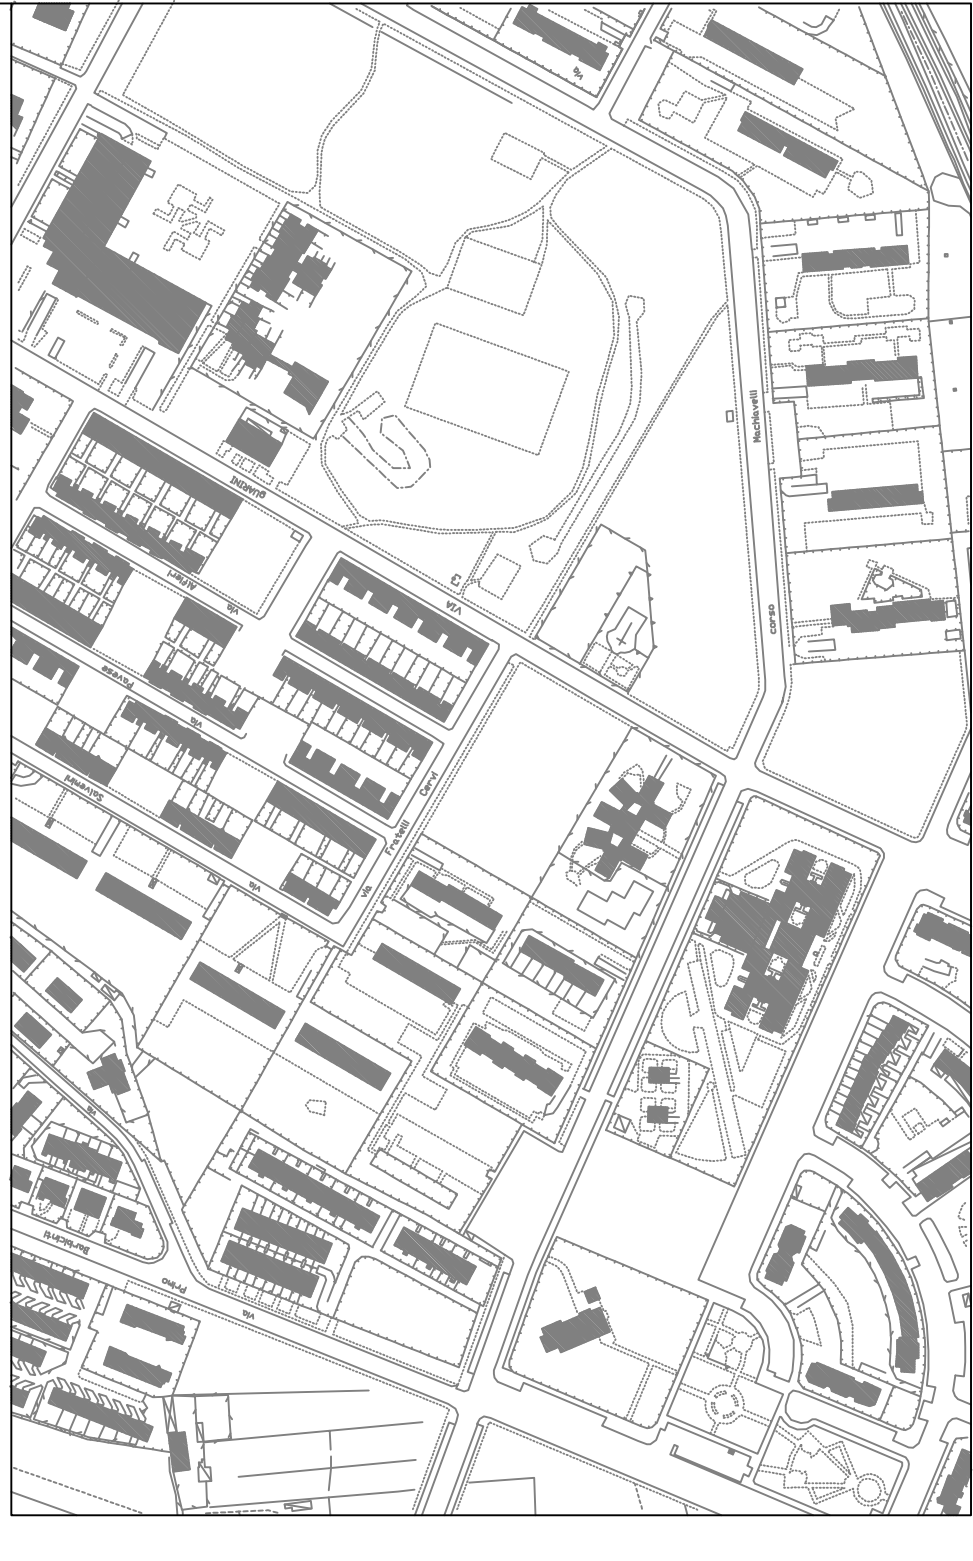 via
Machiavelli
corso
GUARINI
VIA
Alfieri
via
Pavese
via
Salvemini
via
Fratelli Cervi
via
via
Barbicinti
Primo
via